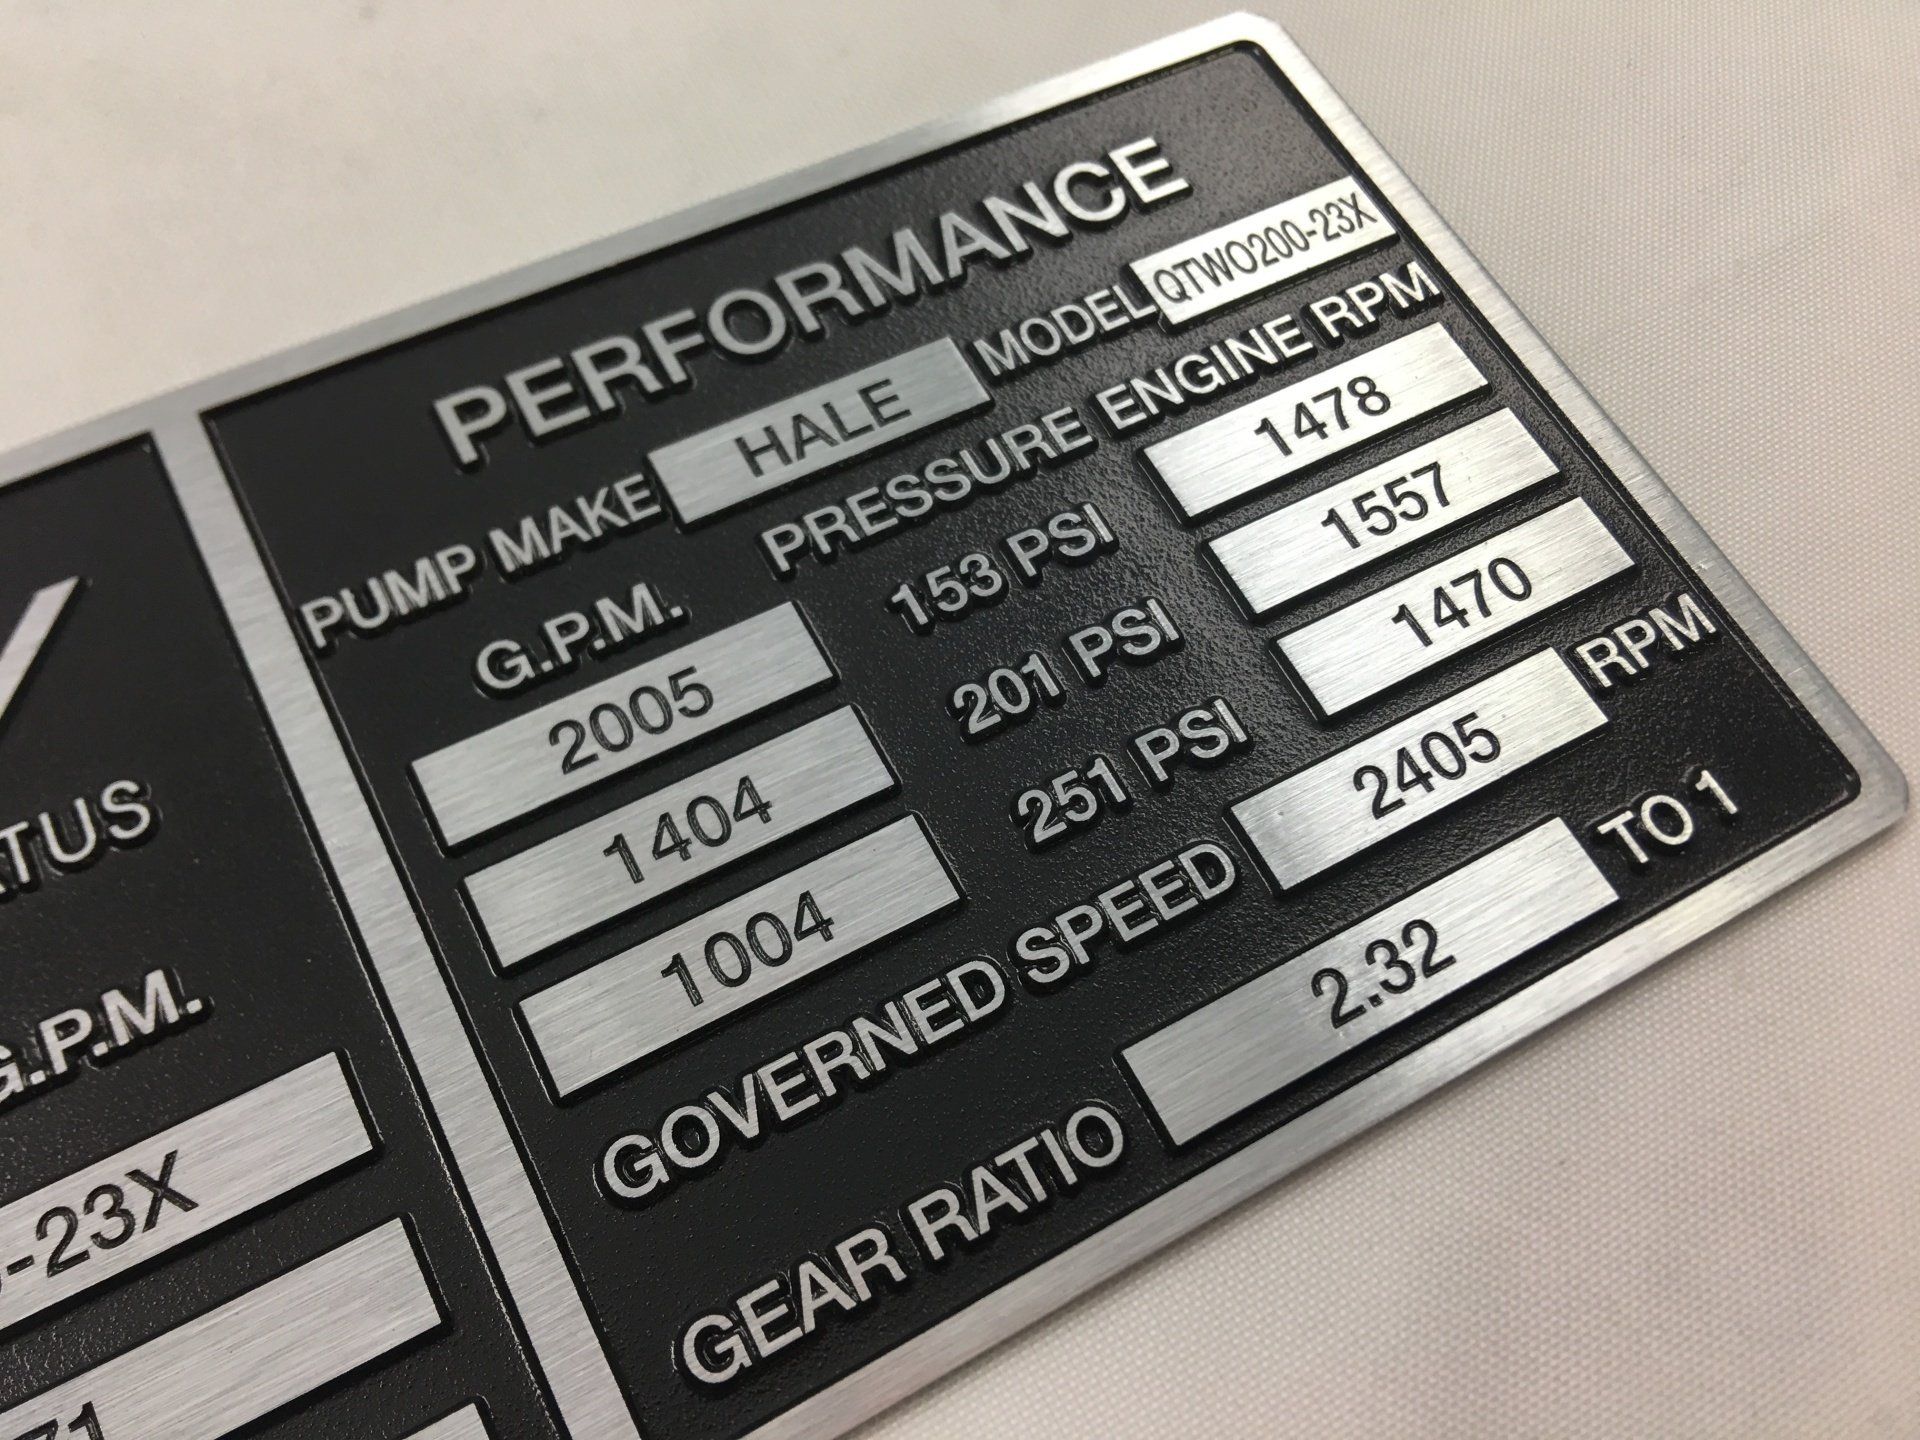 PERFORMANCE
PUMP MAKE HALE MODEL QTWO200-23X
G.P.M. PRESSURE ENGINE RPM
2005 153 PSI 1478
1404 201 PSI 1557
1004 251 PSI 1470
GOVERNED SPEED 2405 RPM
GEAR RATIO 2.32 TO 1
G.P.M.
-23X